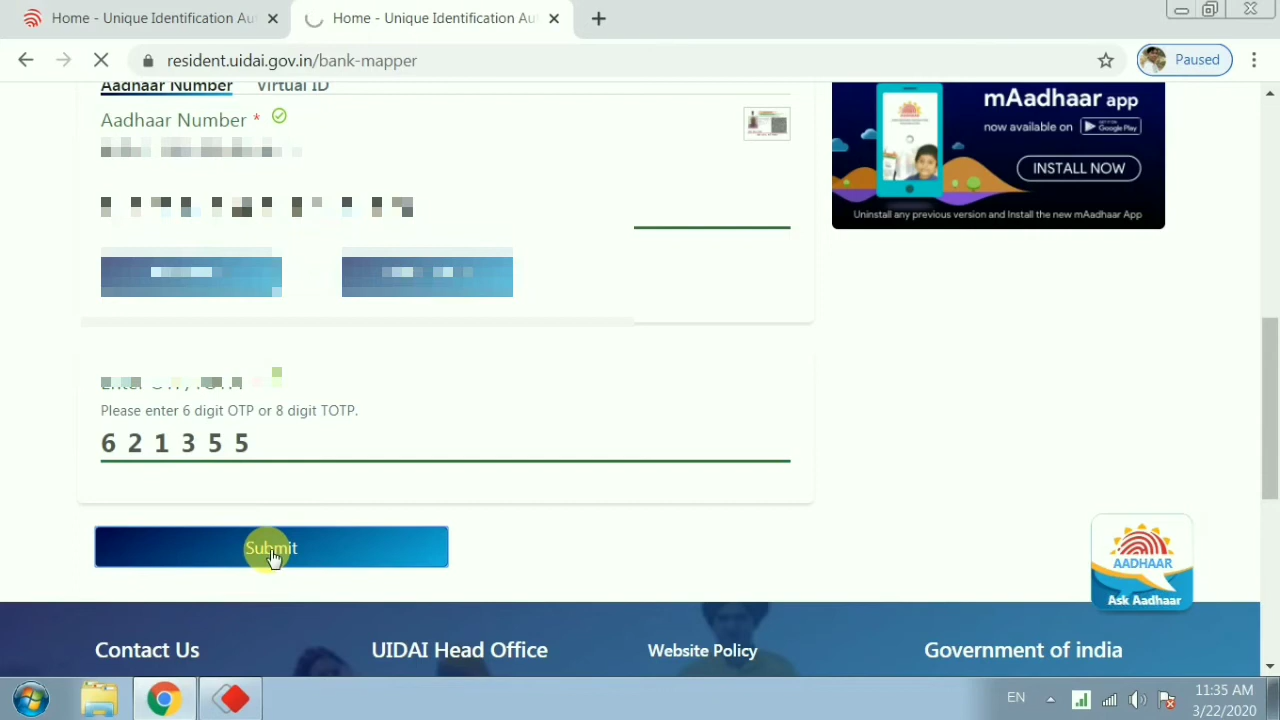 Home - Unique Identification Au
Home - Unique Identification Au
resident.uidai.gov.in/bank-mapper
Paused
Aadhaar Number Virtual ID
Aadhaar Number *
mAadhaar app
now available on Google Play
INSTALL NOW
Uninstall any previous version and Install the new mAadhaar App
Please enter 6 digit OTP or 8 digit TOTP.
6 2 1 3 5 5
Submit
AADHAAR
Ask Aadhaar
Contact Us
UIDAI Head Office
Website Policy
Government of india
EN
11:35 AM
3/22/2020